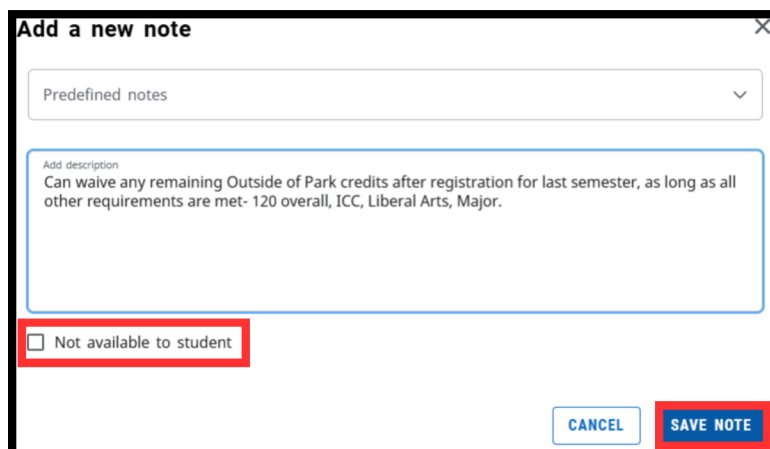 Add a new note
Predefined notes
Add description
Can waive any remaining Outside of Park credits after registration for last semester, as long as all
other requirements are met- 120 overall, ICC, Liberal Arts, Major.
Not available to student
CANCEL
SAVE NOTE